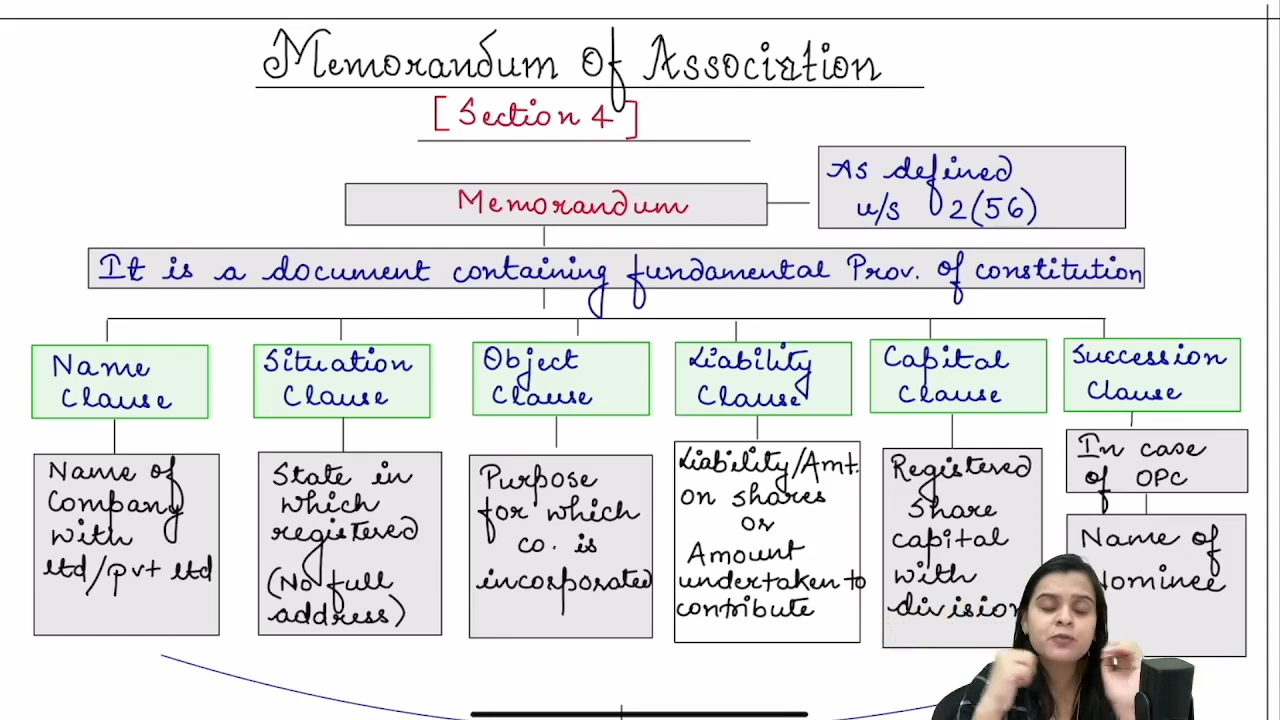 Memorandum Of Association
[Section 4]
Memorandum
As defined
u/s 2(56)
It is a document containing fundamental Prov. of constitution
Name
Clause
Situation
Clause
Object
Clause
Liability
Clause
Capital
Clause
Succession
Clause
Name of
Company
with
ltd/pvt ltd
State in
which
registered
(No full
address)
Purpose
for which
co. is
incorporated
Liability/Amt.
on shares
or
Amount
undertaken to
contribute
Registered
share
capital
with
division
In case
of OPC
Name of
Nominee